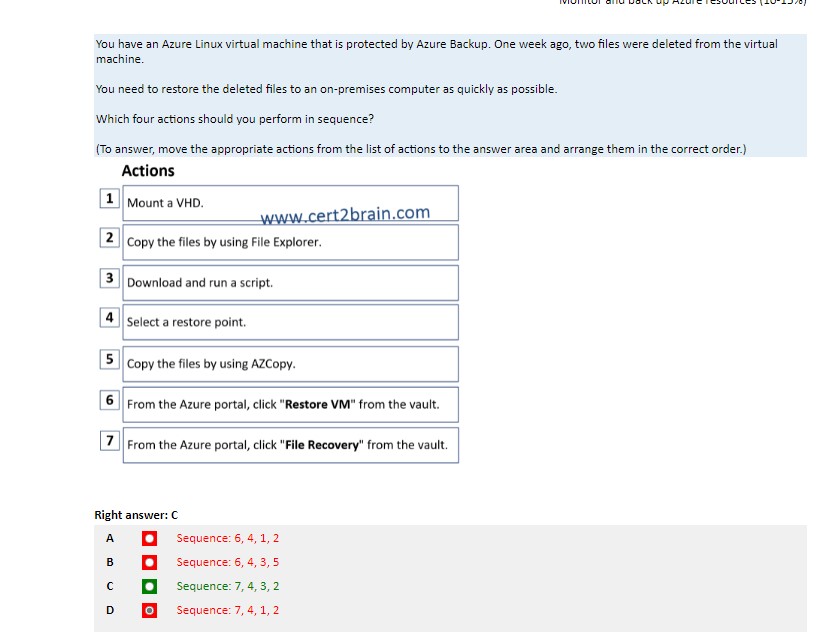 Monitor and back up Azure resources (10-15%)
You have an Azure Linux virtual machine that is protected by Azure Backup. One week ago, two files were deleted from the virtual
machine.
You need to restore the deleted files to an on-premises computer as quickly as possible.
Which four actions should you perform in sequence?
(To answer, move the appropriate actions from the list of actions to the answer area and arrange them in the correct order.)
Actions
1 Mount a VHD.
www.cert2brain.com
2 Copy the files by using File Explorer.
3 Download and run a script.
4 Select a restore point.
5 Copy the files by using AZCopy.
6 From the Azure portal, click "Restore VM" from the vault.
7 From the Azure portal, click "File Recovery" from the vault.
Right answer: C
A Sequence: 6, 4, 1, 2
B Sequence: 6, 4, 3, 5
C Sequence: 7, 4, 3, 2
D Sequence: 7, 4, 1, 2